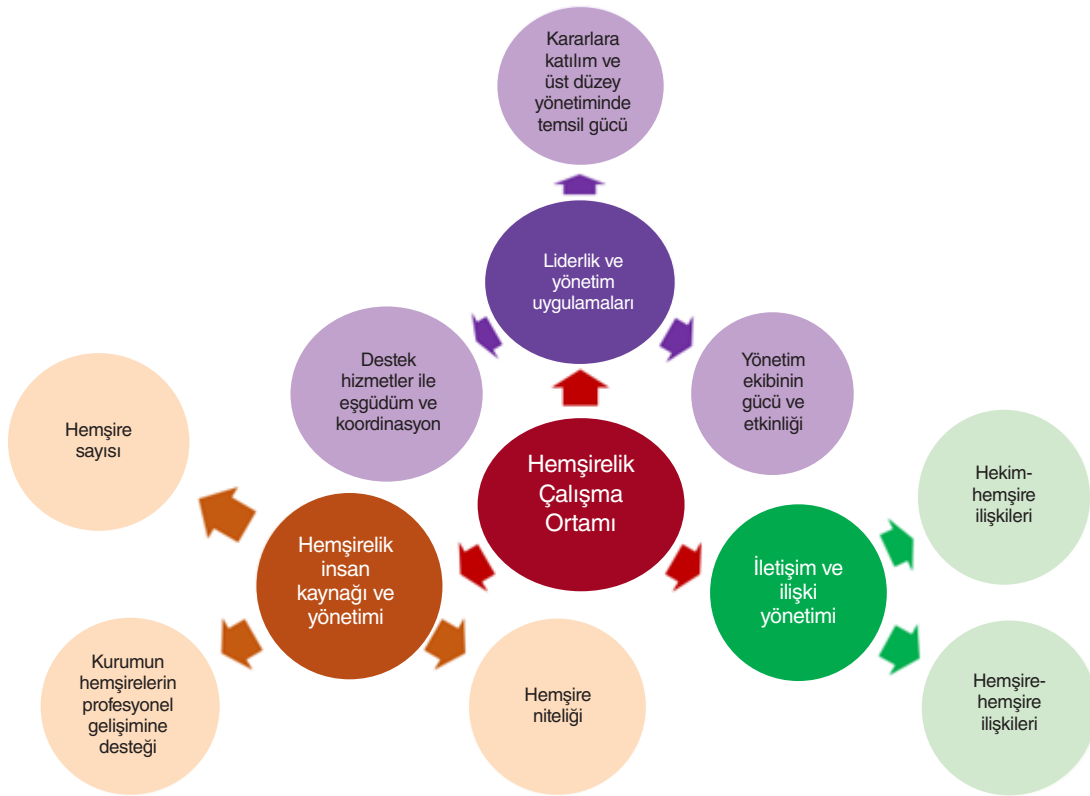 Kararlara
katılım ve
üst düzey
yönetiminde
temsil gücü
Liderlik ve
yönetim
uygulamaları
Destek
hizmetler ile
eşgüdüm ve
koordinasyon
Yönetim
ekibinin
gücü ve
etkinliği
Hemşire
sayısı
Hemşirelik
Çalışma
Ortamı
Hekim-
hemşire
ilişkileri
Hemşirelik
insan
kaynağı ve
yönetimi
İletişim ve
ilişki
yönetimi
Kurumun
hemşirelerin
profesyonel
gelişimine
desteği
Hemşire
niteliği
Hemşire-
hemşire
ilişkileri